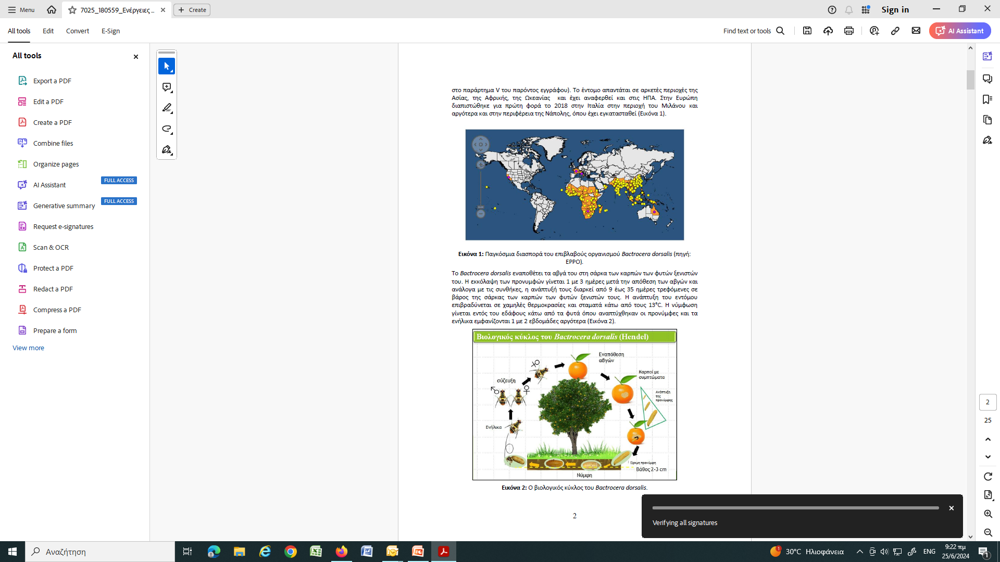 Menu
7025_180559_Ενέργειες ...
Create
Sign in
All tools
Edit
Convert
E-Sign
Find text or tools
AI Assistant
All tools
Export a PDF
Edit a PDF
Create a PDF
Combine files
Organize pages
AI Assistant
FULL ACCESS
Generative summary
FULL ACCESS
Request e-signatures
Scan & OCR
Protect a PDF
Redact a PDF
Compress a PDF
Prepare a form
View more
στο παράρτημα V του παρόντος εγγράφου). Το έντομο απαντάται σε αρκετές περιοχές της
Ασίας, της Αφρικής, της Ωκεανίας και έχει αναφερθεί και στις ΗΠΑ. Στην Ευρώπη
διαπιστώθηκε για πρώτη φορά το 2018 στην Ιταλία στην περιοχή του Μιλάνου και
αργότερα και στην περιφέρεια της Νάπολης, όπου έχει εγκατασταθεί (Εικόνα 1).
Εικόνα 1: Παγκόσμια διασπορά του επιβλαβούς οργανισμού Bactrocera dorsalis (πηγή:
EPPO).
Το Bactrocera dorsalis εναποθέτει τα αβγά του στη σάρκα των καρπών των φυτών ξενιστών
του. Η εκκόλαψη των προνυμφών γίνεται 1 με 3 ημέρες μετά την απόθεση των αβγών και
ανάλογα με τις συνθήκες, η ανάπτυξή τους διαρκεί από 9 έως 35 ημέρες τρεφόμενες σε
βάρος της σάρκας των καρπών των φυτών ξενιστών τους. Η ανάπτυξη του εντόμου
επιβραδύνεται σε χαμηλές θερμοκρασίες και σταματά κάτω από τους 13°C. Η νύμφωση
γίνεται εντός του εδάφους κάτω από τα φυτά όπου αναπτύχθηκαν οι προνύμφες και τα
ενήλικα εμφανίζονται 1 με 2 εβδομάδες αργότερα (Εικόνα 2).
Βιολογικός κύκλος του Bactrocera dorsalis (Hendel)
Εναπόθεση
αβγών
Καρποί με
συμπτώματα
σύζευξη
Ανάπτυξη
της
προνύμφης
Ενήλικα
Ώριμη προνύμφη
Βάθος 2-3 cm
Νύμφη
Εικόνα 2: Ο βιολογικός κύκλος του Bactrocera dorsalis.
2
2
25
Verifying all signatures
Αναζήτηση
30°C Ηλιοφάνεια
ENG
9:22 πμ
25/6/2024
1